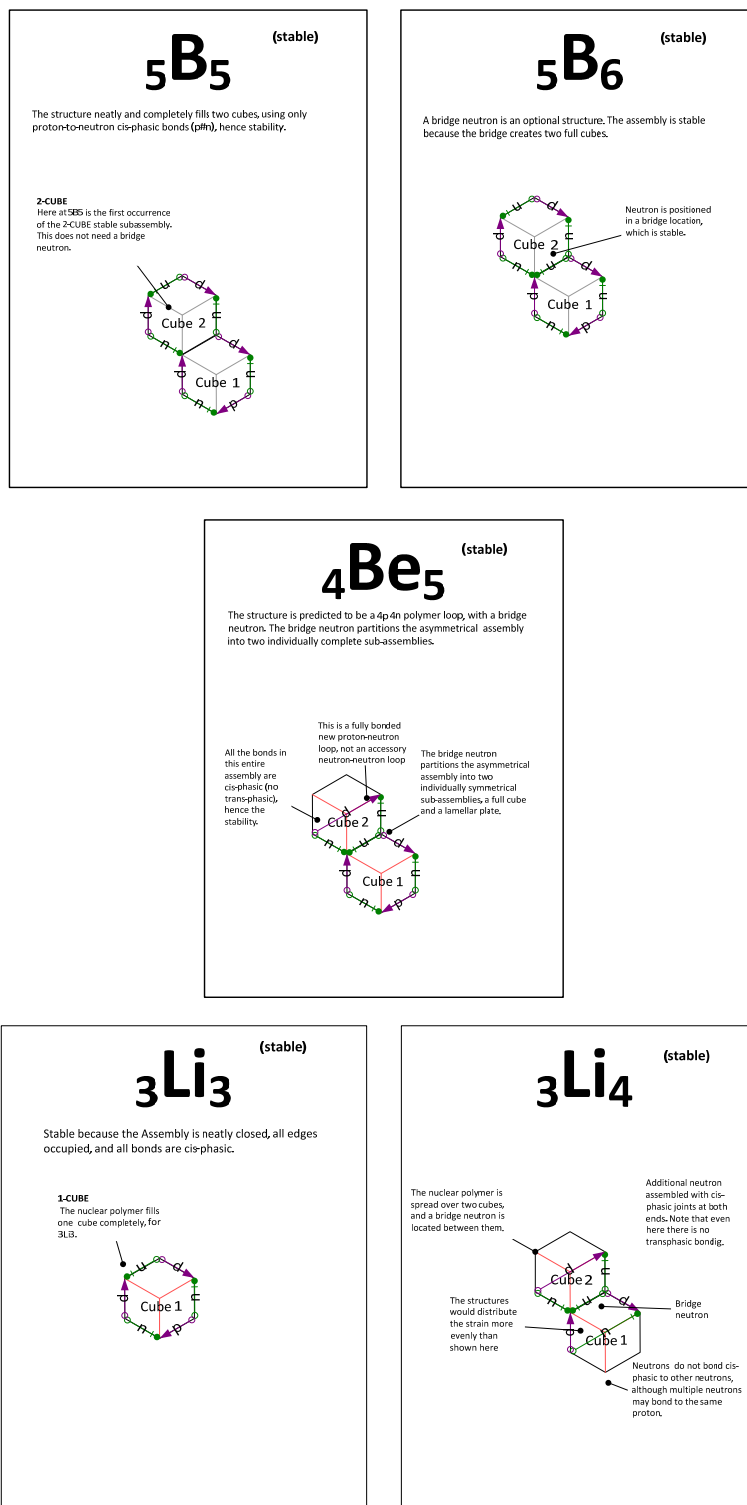 (stable)
5B5
The structure neatly and completely fills two cubes, using only
proton-to-neutron cis-phasic bonds (p#n), hence stability.
2-CUBE
Here at 5B5 is the first occurrence
of the 2-CUBE stable subassembly.
This does not need a bridge
neutron.
n
p
p
Cube 2
n
n
p
p
Cube 1
n
n
p
(stable)
5B6
A bridge neutron is an optional structure. The assembly is stable
because the bridge creates two full cubes.
Neutron is positioned
in a bridge location,
which is stable.
n
p
p
Cube 2
n
n
n
p
p
Cube 1
n
n
p
(stable)
4Be5
The structure is predicted to be a 4p4n polymer loop, with a bridge
neutron. The bridge neutron partitions the asymmetrical assembly
into two individually complete sub-assemblies.
This is a fully bonded
new proton-neutron
loop, not an accessory
neutron-neutron loop
All the bonds in
this entire
assembly are
cis-phasic (no
trans-phasic),
hence the
stability.
The bridge neutron
partitions the asymmetrical
assembly into two
individually symmetrical
sub-assemblies, a full cube
and a lamellar plate.
p
n
Cube 2
n
n
p
p
Cube 1
n
n
p
(stable)
3Li3
Stable because the Assembly is neatly closed, all edges
occupied, and all bonds are cis-phasic.
1-CUBE
The nuclear polymer fills
one cube completely, for
3Li3.
n
p
p
Cube 1
n
n
p
(stable)
3Li4
The nuclear polymer is
spread over two cubes,
and a bridge neutron is
located between them.
Additional neutron
assembled with cis-
phasic joints at both
ends. Note that even
here there is no
transphasic bondig.
p
n
Cube 2
n
n
p
The structures
would distribute
the strain more
evenly than
shown here
Bridge
neutron
p
n
Cube 1
Neutrons do not bond cis-
phasic to other neutrons,
although multiple neutrons
may bond to the same
proton.